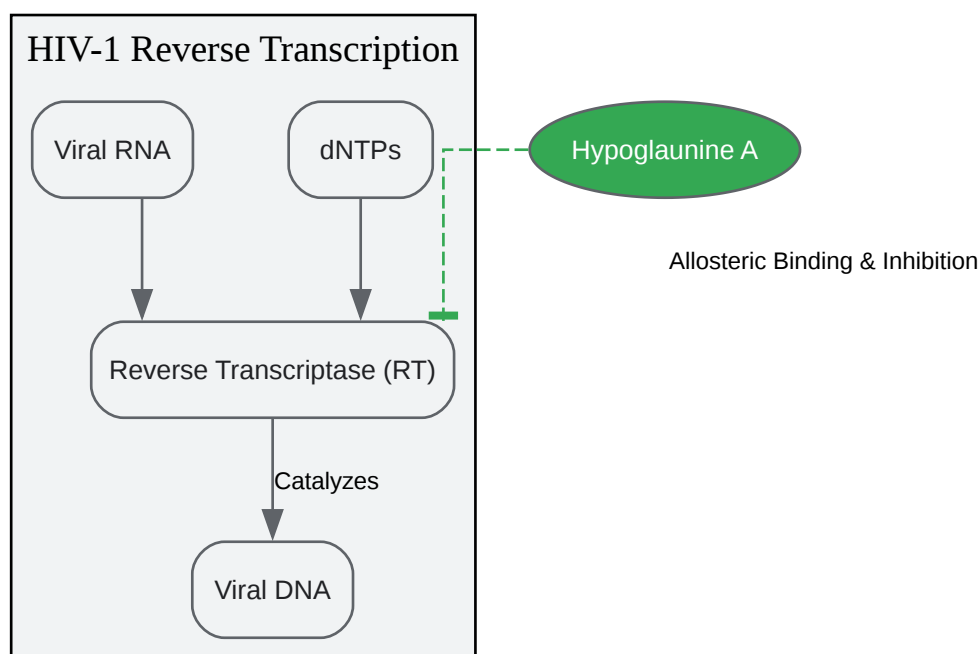 HIV-1 Reverse Transcription
Viral RNA
dNTPs
Hypoglaunine A
Allosteric Binding & Inhibition
Reverse Transcriptase (RT)
Catalyzes
Viral DNA